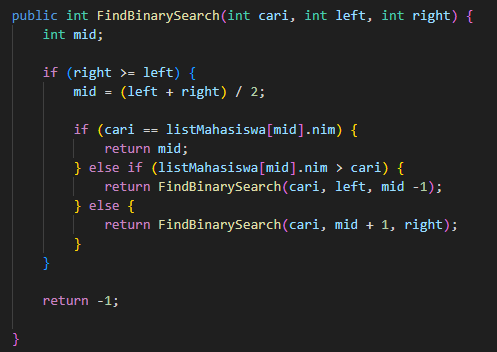 public int FindBinarySearch(int cari, int left, int right) {
    int mid;

    if (right >= left) {
        mid = (left + right) / 2;

        if (cari == listMahasiswa[mid].nim) {
            return mid;
        } else if (listMahasiswa[mid].nim > cari) {
            return FindBinarySearch(cari, left, mid -1);
        } else {
            return FindBinarySearch(cari, mid + 1, right);
        }
    }

    return -1;

}